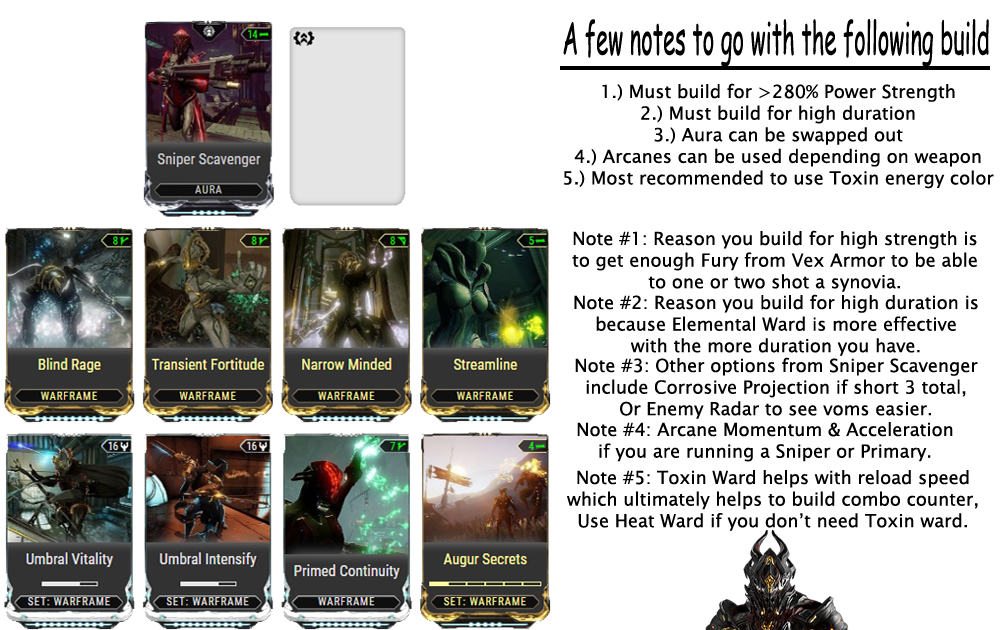 14
Sniper Scavenger
AURA
8
8
8
5
Blind Rage
Transient Fortitude
Narrow Minded
Streamline
WARFRAME
WARFRAME
WARFRAME
WARFRAME
16
16
7
4
Umbral Vitality
Umbral Intensify
Primed Continuity
Augur Secrets
SET: WARFRAME
SET: WARFRAME
WARFRAME
SET: WARFRAME
A few notes to go with the following build
1.) Must build for >280% Power Strength
2.) Must build for high duration
3.) Aura can be swapped out
4.) Arcanes can be used depending on weapon
5.) Most recommended to use Toxin energy color
Note #1: Reason you build for high strength is
to get enough Fury from Vex Armor to be able
to one or two shot a synovia.
Note #2: Reason you build for high duration is
because Elemental Ward is more effective
with the more duration you have.
Note #3: Other options from Sniper Scavenger
include Corrosive Projection if short 3 total,
Or Enemy Radar to see voms easier.
Note #4: Arcane Momentum & Acceleration
if you are running a Sniper or Primary.
Note #5: Toxin Ward helps with reload speed
which ultimately helps to build combo counter,
Use Heat Ward if you don't need Toxin ward.